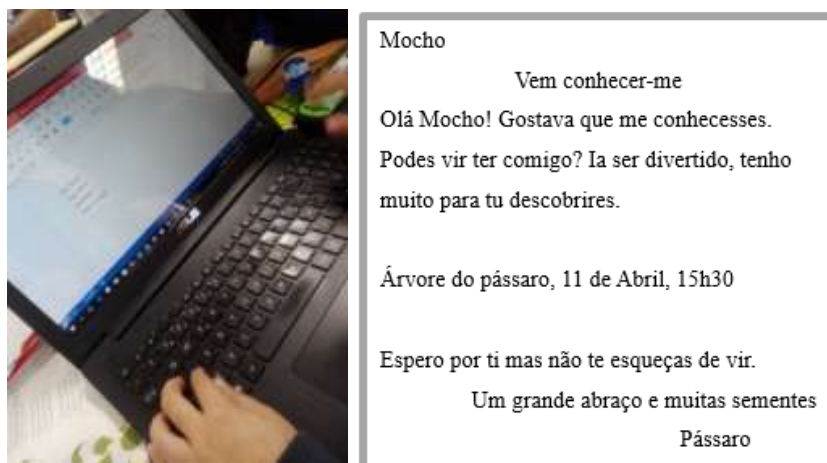 Mocho
Vem conhecer-me
Olá Mocho! Gostava que me conhecesses.
Podes vir ter comigo? Ia ser divertido, tenho
muito para tu descobrires.
Árvore do pássaro, 11 de Abril, 15h30
Espero por ti mas não te esqueças de vir.
Um grande abraço e muitas sementes
Pássaro